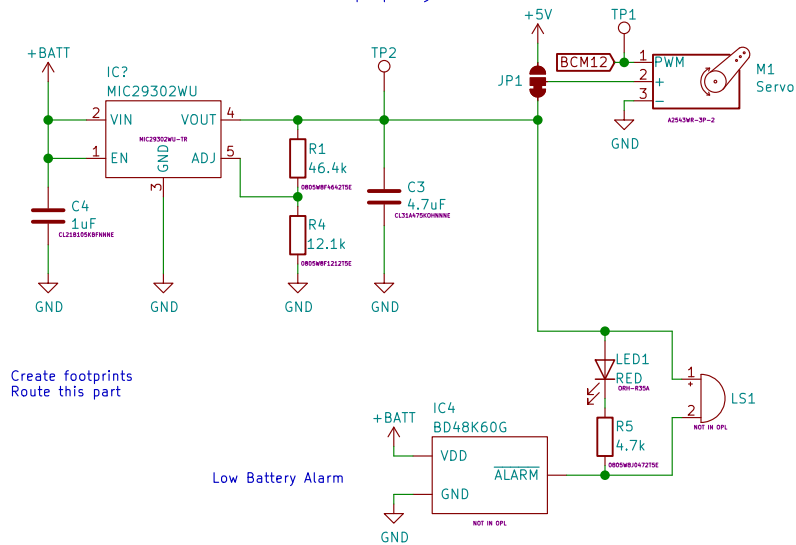 +5V
TP1
+BATT
TP2
BCM12
1
PWM
M1
IC?
JP1
2
+
Servo
MIC29302WU
3
-
2
VIN
VOUT
4
A2543WR-3P-2
MIC29302WU-TR
GND
R1
1
EN
GND
ADJ
5
46.4k
0805W8F4642T5E
3
C3
C4
4.7uF
1uF
R4
CL31A475KOHNNNE
CL21B105KBFNNNE
12.1k
0805W8F1212T5E
GND
GND
GND
GND
LED1
Create footprints
RED
1
Route this part
ORH-R35A
+
LS1
IC4
2
+BATT
BD48K60G
R5
NOT IN OPL
4.7k
VDD
0805W8J0472T5E
ALARM
Low Battery Alarm
GND
NOT IN OPL
GND